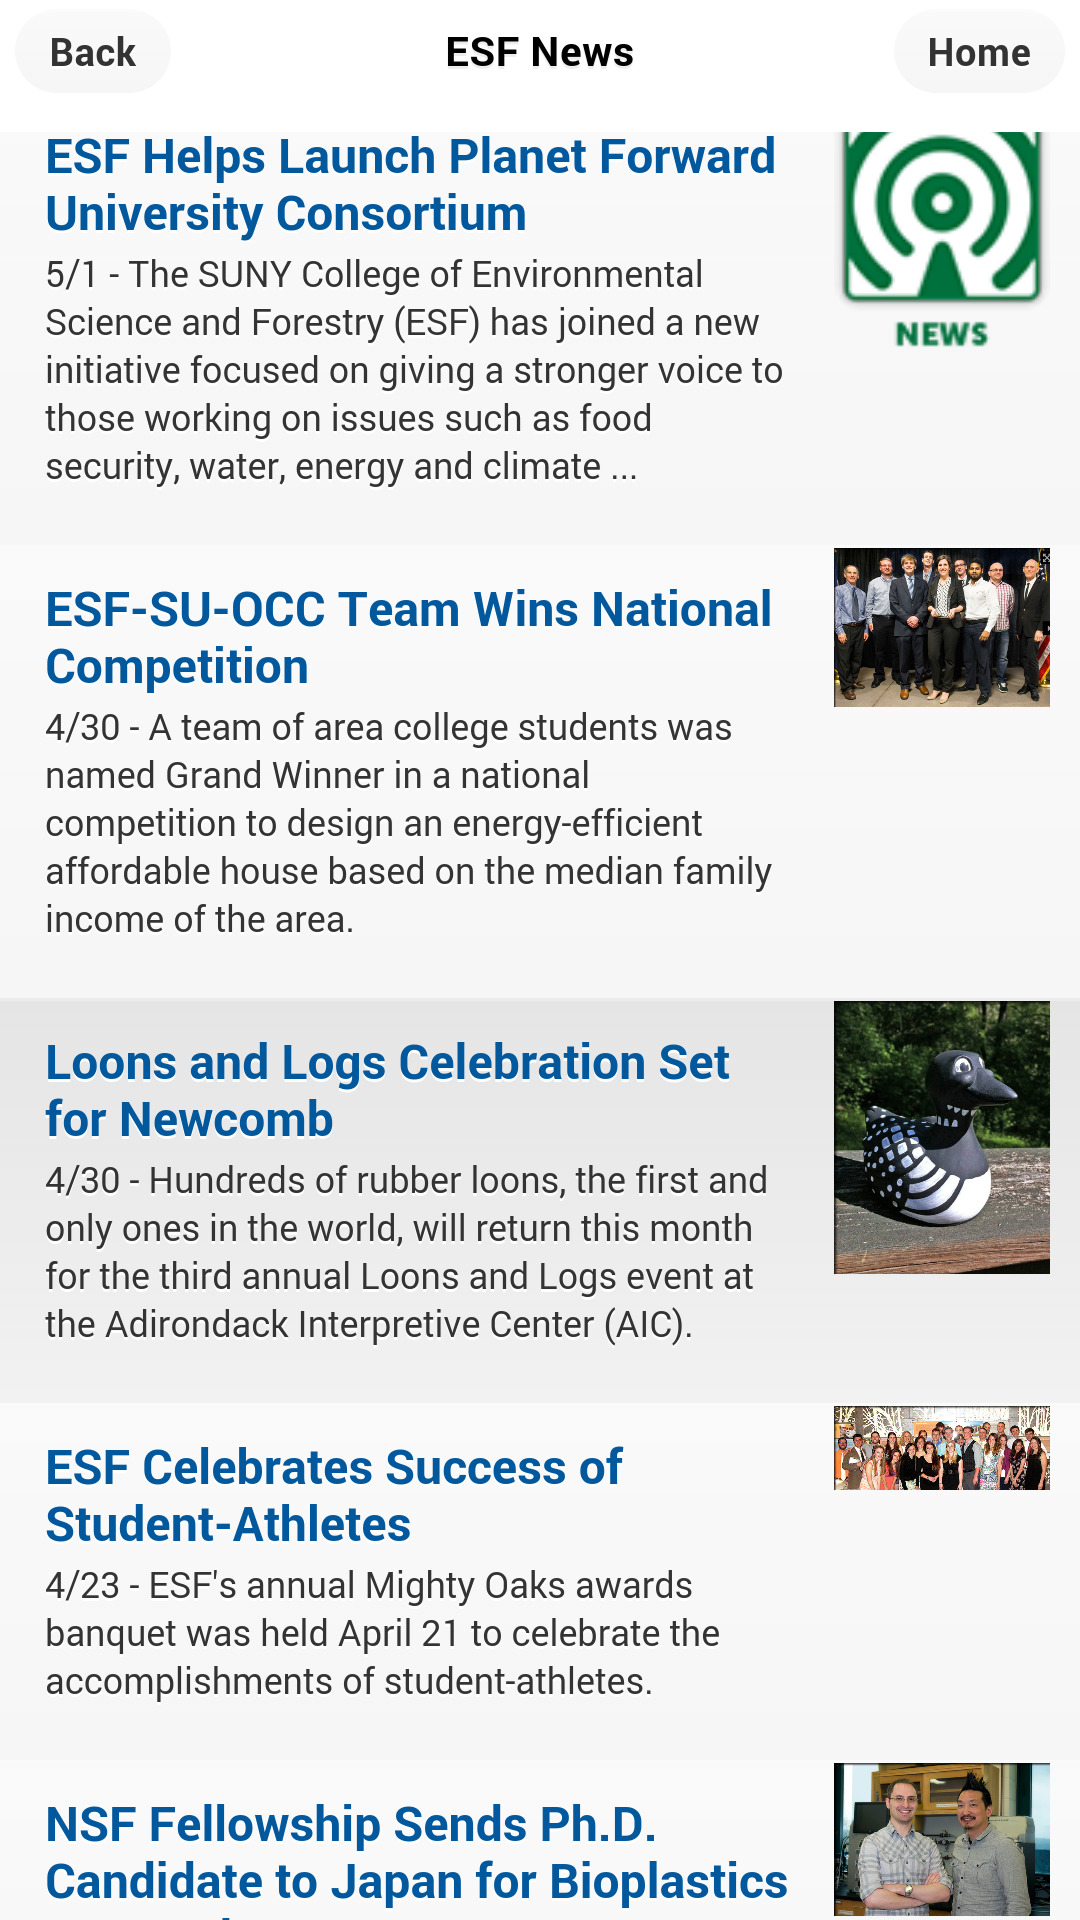 Back
ESF News
Home
ESF Helps Launch Planet Forward
University Consortium
5/1 - The SUNY College of Environmental
Science and Forestry (ESF) has joined a new
initiative focused on giving a stronger voice to
those working on issues such as food
security, water, energy and climate ...
NEWS
ESF-SU-OCC Team Wins National
Competition
4/30 - A team of area college students was
named Grand Winner in a national
competition to design an energy-efficient
affordable house based on the median family
income of the area.
Loons and Logs Celebration Set
for Newcomb
4/30 - Hundreds of rubber loons, the first and
only ones in the world, will return this month
for the third annual Loons and Logs event at
the Adirondack Interpretive Center (AIC).
ESF Celebrates Success of
Student-Athletes
4/23 - ESF's annual Mighty Oaks awards
banquet was held April 21 to celebrate the
accomplishments of student-athletes.
NSF Fellowship Sends Ph.D.
Candidate to Japan for Bioplastics